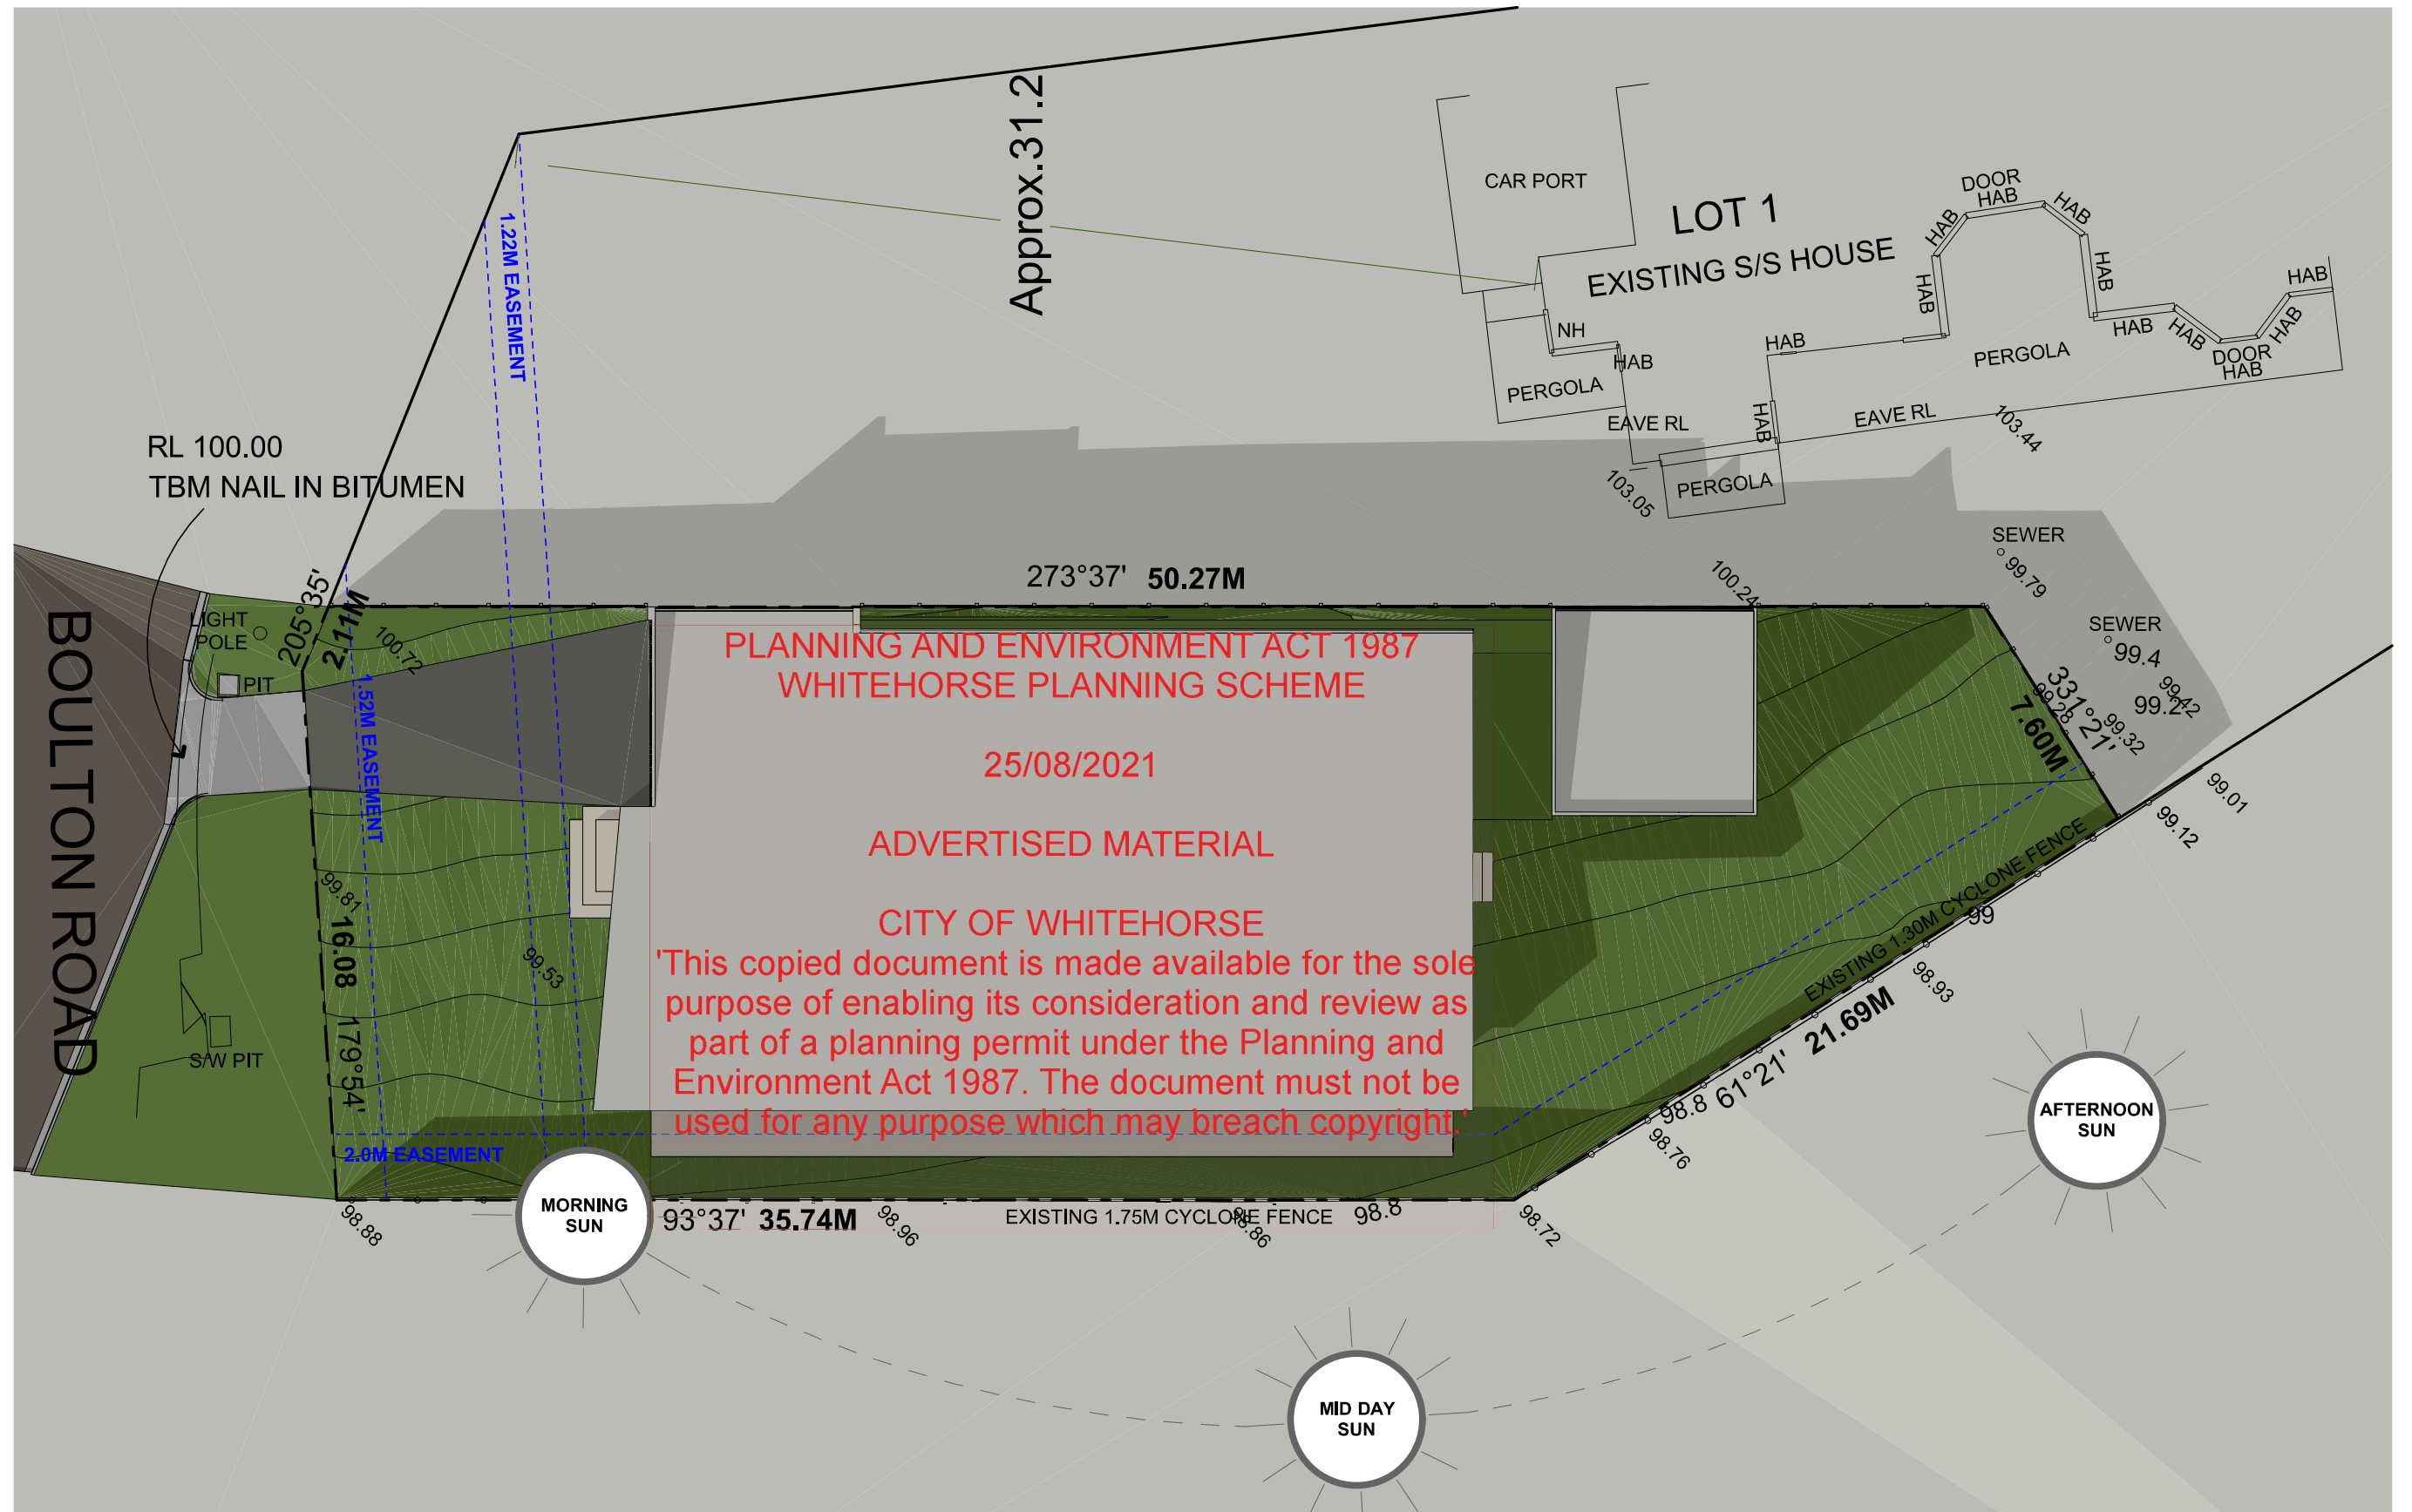 Approx.31.2
CAR PORT
LOT 1
EXISTING S/S HOUSE
DOOR
HAB
HAB
HAB
HAB
HAB
HAB
HAB
HAB
DOOR
HAB
HAB
HAB
PERGOLA
NH
HAB
PERGOLA
HAB
HAB
EAVE RL
EAVE RL
103.44
103.05
PERGOLA
1.22M EASEMENT
RL 100.00
TBM NAIL IN BITUMEN
273°37' 50.27M
100.24
SEWER
99.79
SEWER
99.4
99.42
99.2
99.32
99.28
331°21'
7.60M
99.01
99.12
BOULTON ROAD
LIGHT
POLE
PIT
205°35'
2.11M
100.72
1.52M EASEMENT
PLANNING AND ENVIRONMENT ACT 1987
WHITEHORSE PLANNING SCHEME
25/08/2021
ADVERTISED MATERIAL
CITY OF WHITEHORSE
'This copied document is made available for the sole
purpose of enabling its consideration and review as
part of a planning permit under the Planning and
Environment Act 1987. The document must not be
used for any purpose which may breach copyright.'
99.81
16.08
179°54'
99.53
S/W PIT
2.0M EASEMENT
EXISTING 1.30M CYCLONE FENCE
99
98.93
61°21' 21.69M
98.8
98.76
98.72
98.88
MORNING
SUN
93°37' 35.74M
98.96
EXISTING 1.75M CYCLONE FENCE
98.86
98.8
AFTERNOON
SUN
MID DAY
SUN